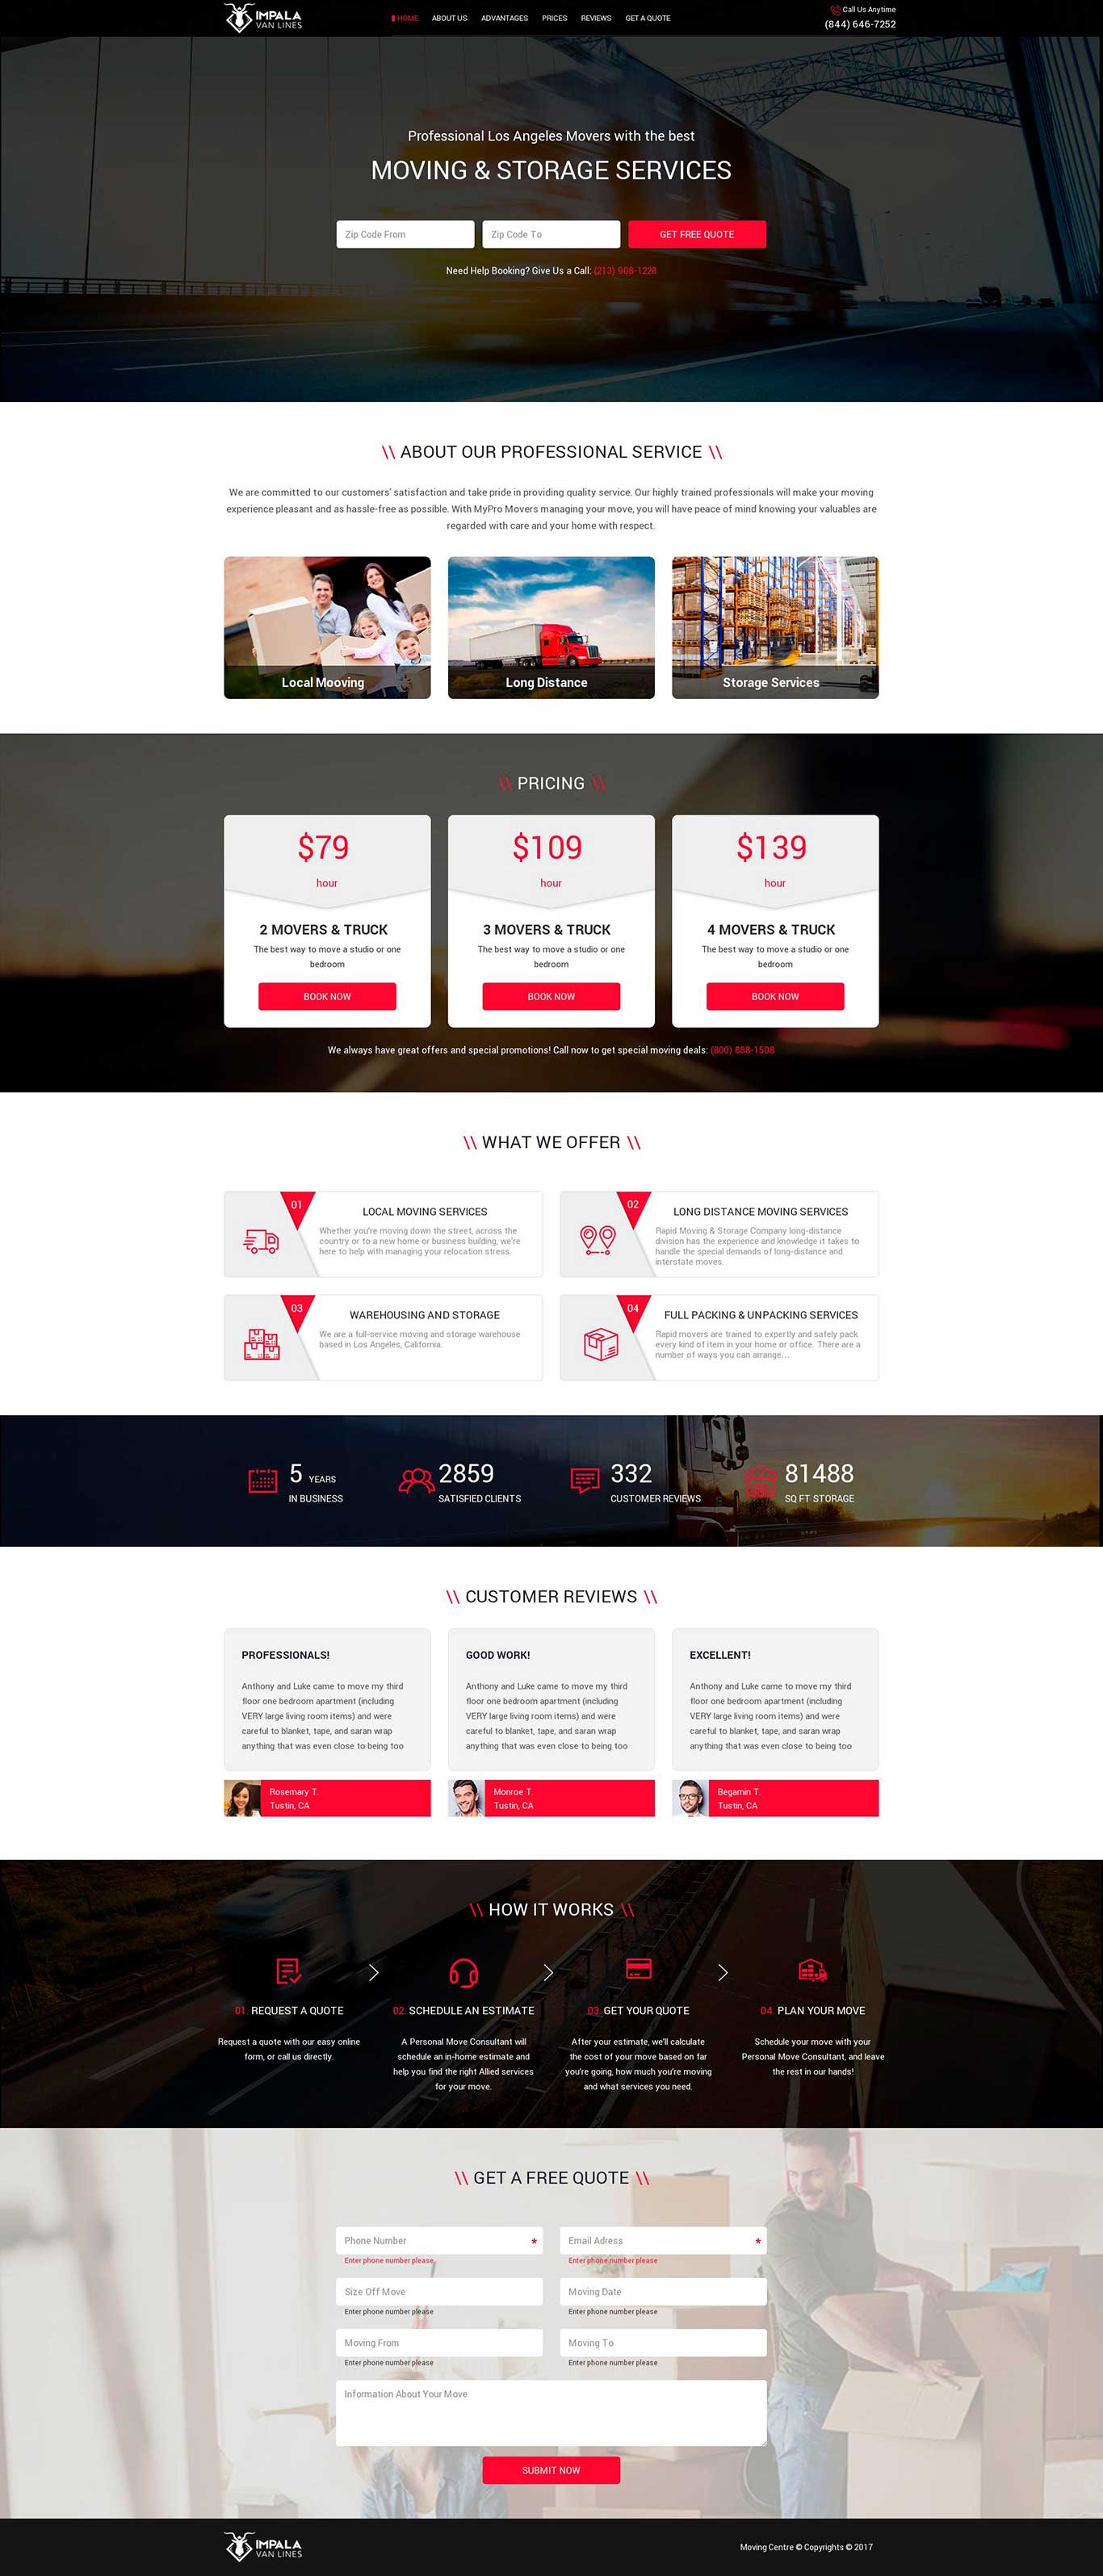 IMPALA
VAN LINES
HOME ABOUT US ADVANTAGES PRICES REVIEWS GET A QUOTE
Call Us Anytime
(844) 646-7252
Professional Los Angeles Movers with the best
MOVING & STORAGE SERVICES
Zip Code From
Zip Code To
GET FREE QUOTE
Need Help Booking? Give Us a Call: (213) 908-1228
\\ ABOUT OUR PROFESSIONAL SERVICE \\
We are committed to our customers' satisfaction and take pride in providing quality service. Our highly trained professionals will make your moving
experience pleasant and as hassle-free as possible. With MyPro Movers managing your move, you will have peace of mind knowing your valuables are
regarded with care and your home with respect.
Local Mooving
Long Distance
Storage Services
\\ PRICING \\
$79
hour
2 MOVERS & TRUCK
The best way to move a studio or one
bedroom
BOOK NOW
$109
hour
3 MOVERS & TRUCK
The best way to move a studio or one
bedroom
BOOK NOW
$139
hour
4 MOVERS & TRUCK
The best way to move a studio or one
bedroom
BOOK NOW
We always have great offers and special promotions! Call now to get special moving deals: (800) 888-1508
\\ WHAT WE OFFER \\
01
LOCAL MOVING SERVICES
Whether you're moving down the street, across the
country or to a new home or business building, we're
here to help with managing your relocation stress.
02
LONG DISTANCE MOVING SERVICES
Rapid Moving & Storage Company long-distance
division has the experience and knowledge it takes to
handle the special demands of long-distance and
interstate moves.
03
WAREHOUSING AND STORAGE
We are a full-service moving and storage warehouse
based in Los Angeles, California.
04
FULL PACKING & UNPACKING SERVICES
Rapid movers are trained to expertly and safely pack
every kind of item in your home or office. There are a
number of ways you can arrange...
5 YEARS
IN BUSINESS
2859
SATISFIED CLIENTS
332
CUSTOMER REVIEWS
81488
SQ FT STORAGE
\\ CUSTOMER REVIEWS \\
PROFESSIONALS!
Anthony and Luke came to move my third
floor one bedroom apartment (including
VERY large living room items) and were
careful to blanket, tape, and saran wrap
anything that was even close to being too
Rosemary T.
Tustin, CA
GOOD WORK!
Anthony and Luke came to move my third
floor one bedroom apartment (including
VERY large living room items) and were
careful to blanket, tape, and saran wrap
anything that was even close to being too
Monroe T.
Tustin, CA
EXCELLENT!
Anthony and Luke came to move my third
floor one bedroom apartment (including
VERY large living room items) and were
careful to blanket, tape, and saran wrap
anything that was even close to being too
Begamin T.
Tustin, CA
\\ HOW IT WORKS \\
01. REQUEST A QUOTE
Request a quote with our easy online
form, or call us directly.
02. SCHEDULE AN ESTIMATE
A Personal Move Consultant will
schedule an in-home estimate and
help you find the right Allied services
for your move.
03. GET YOUR QUOTE
After your estimate, we'll calculate
the cost of your move based on far
you're going, how much you're moving
and what services you need.
04. PLAN YOUR MOVE
Schedule your move with your
Personal Move Consultant, and leave
the rest in our hands!
\\ GET A FREE QUOTE \\
Phone Number *
Enter phone number please
Email Adress *
Enter phone number please
Size Off Move
Enter phone number please
Moving Date
Enter phone number please
Moving From
Enter phone number please
Moving To
Enter phone number please
Information About Your Move
SUBMIT NOW
IMPALA
VAN LINES
Moving Centre © Copyrights © 2017